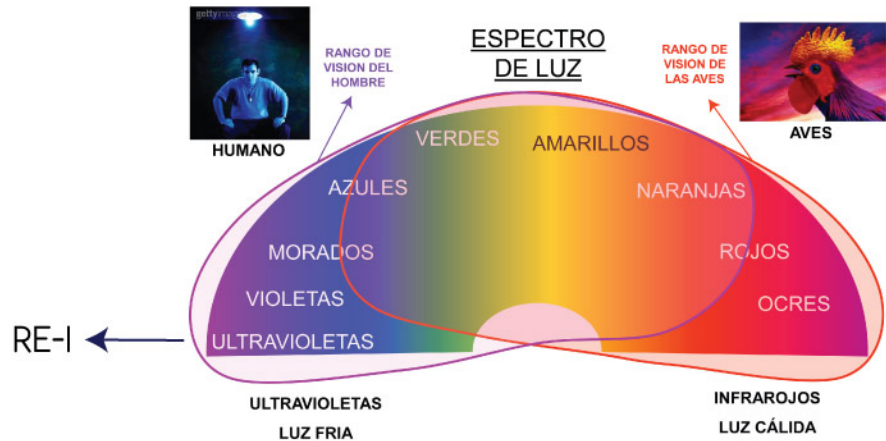 gettyimages
ESPECTRO
DE LUZ
RANGO DE
VISION DEL
HOMBRE
RANGO DE
VISION DE
LAS AVES
HUMANO
AVES
VERDES
AMARILLOS
AZULES
NARANJAS
MORADOS
ROJOS
VIOLETAS
OCRES
RE-I
ULTRAVIOLETAS
ULTRAVIOLETAS
LUZ FRIA
INFRAROJOS
LUZ CÁLIDA